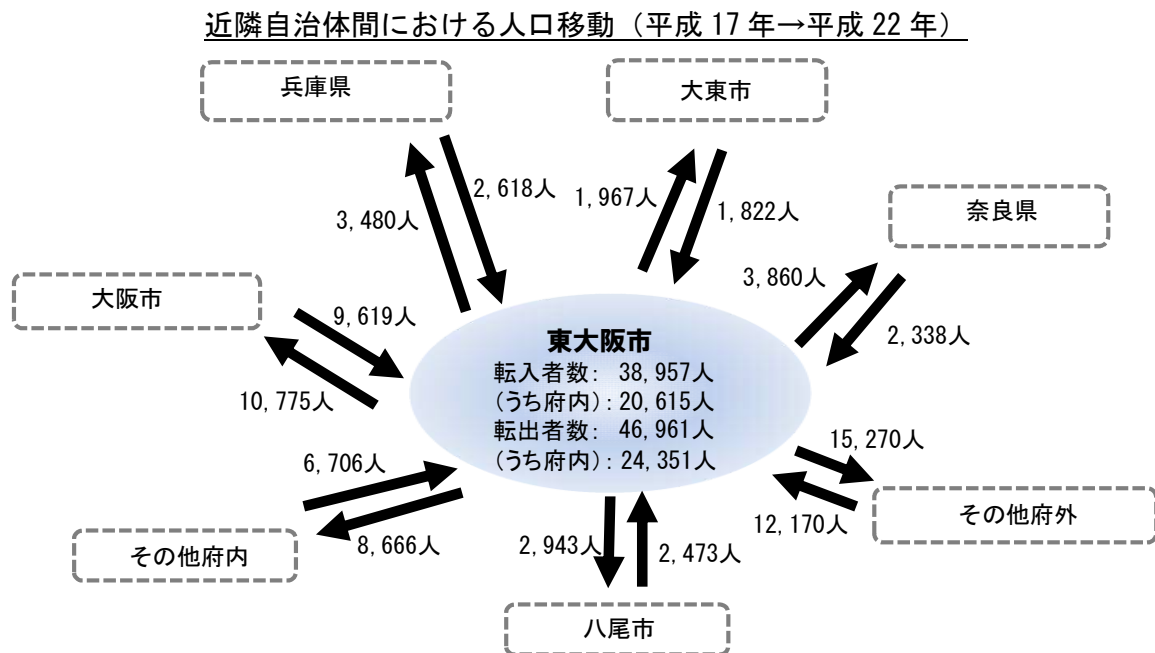 近隣自治体間における人口移動（平成 17 年→平成 22 年）
兵庫県
大東市
2,618人
1,967人
1,822人
奈良県
3,480人
3,860人
大阪市
9,619人
2,338人
東大阪市
転入者数： 38,957人
(うち府内)：20,615人
転出者数： 46,961人
(うち府内)：24,351人
10,775人
15,270人
6,706人
その他府外
12,170人
その他府内
8,666人
2,943人
2,473人
八尾市